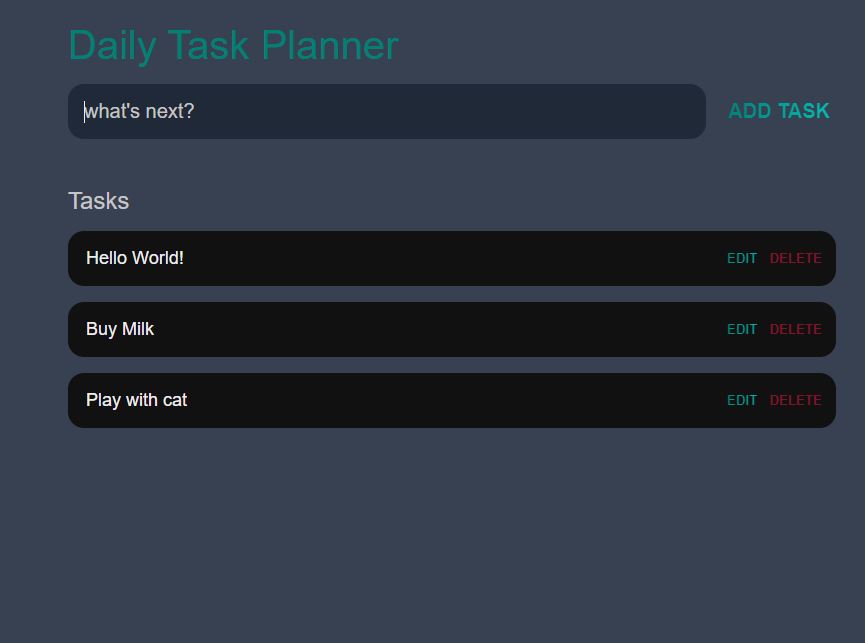 Daily Task Planner
what's next? ADD TASK
Tasks
Hello World! EDIT DELETE
Buy Milk EDIT DELETE
Play with cat EDIT DELETE